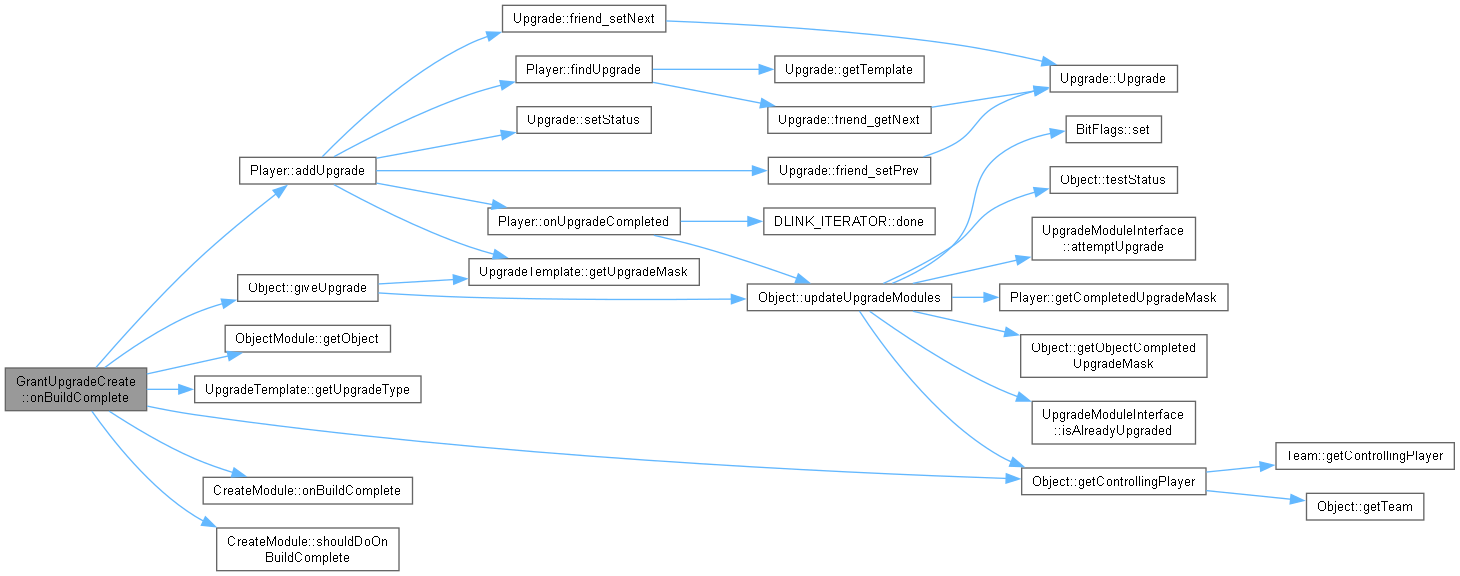 Upgrade::friend_setNext
Player::findUpgrade
Upgrade::getTemplate
Upgrade::Upgrade
Upgrade::setStatus
Upgrade::friend_getNext
BitFlags::set
Player::addUpgrade
Upgrade::friend_setPrev
Object::testStatus
Player::onUpgradeCompleted
DLINK_ITERATOR::done
UpgradeModuleInterface
::attemptUpgrade
UpgradeTemplate::getUpgradeMask
Object::giveUpgrade
Object::updateUpgradeModules
Player::getCompletedUpgradeMask
ObjectModule::getObject
Object::getObjectCompleted
UpgradeMask
GrantUpgradeCreate
::onBuildComplete
UpgradeTemplate::getUpgradeType
UpgradeModuleInterface
::isAlreadyUpgraded
Team::getControllingPlayer
CreateModule::onBuildComplete
Object::getControllingPlayer
Object::getTeam
CreateModule::shouldDoOn
BuildComplete